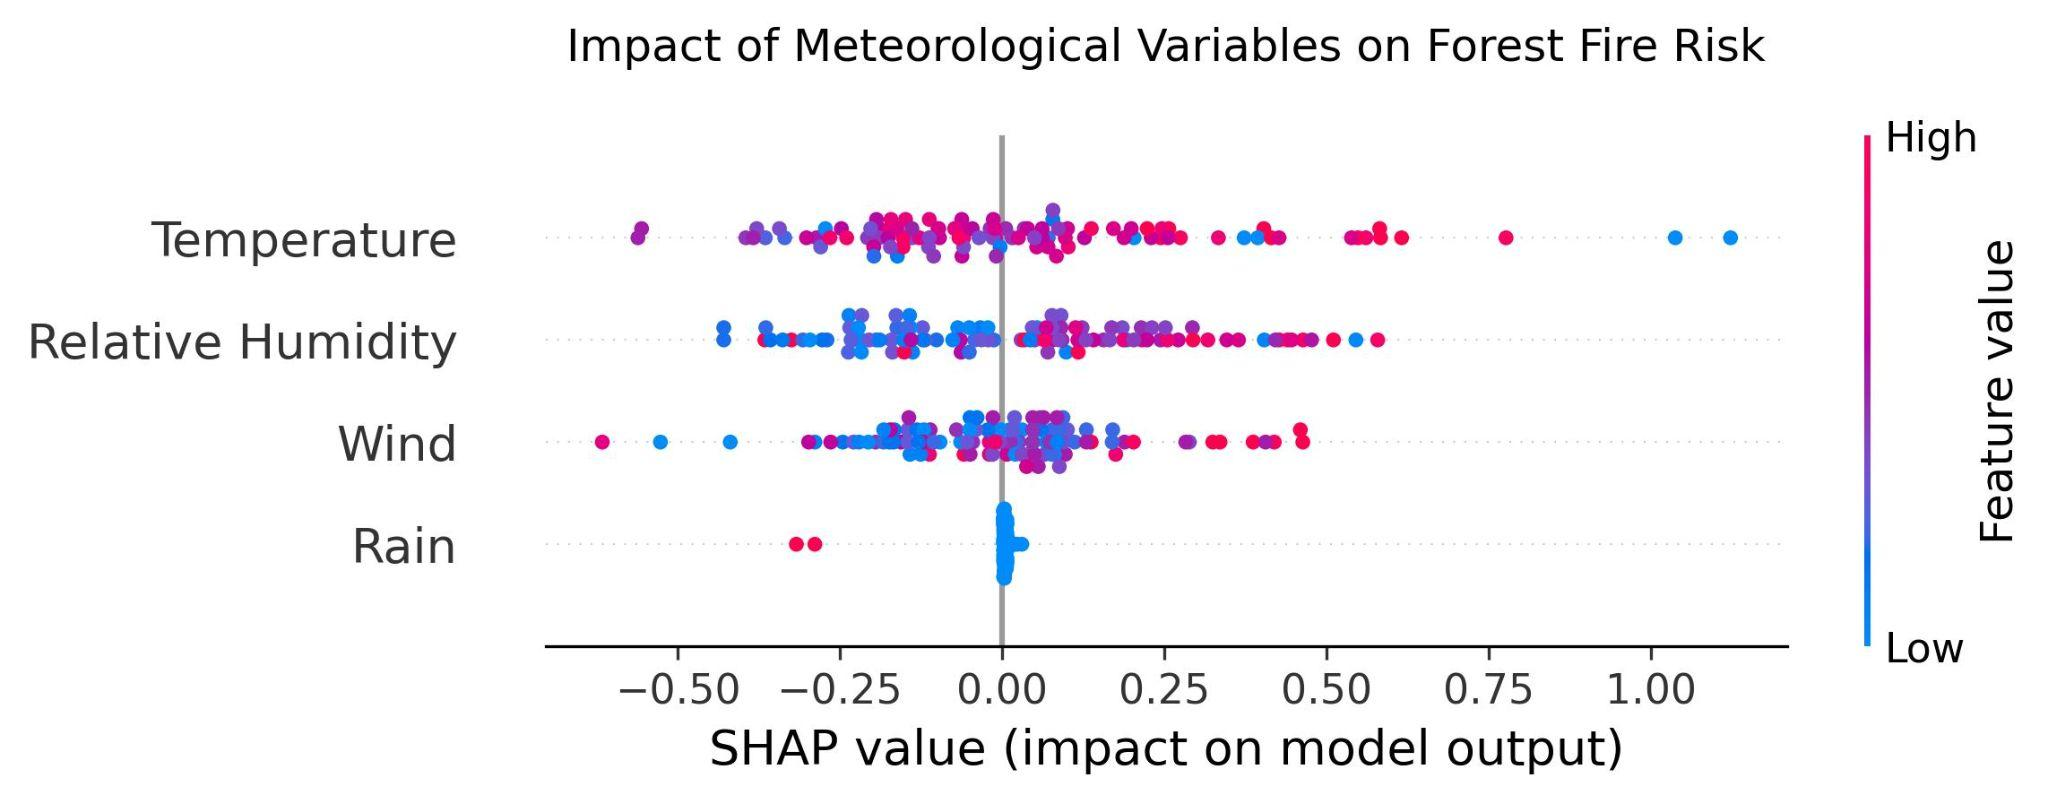 Impact of Meteorological Variables on Forest Fire Risk
High
Temperature
Relative Humidity
Wind
Rain
Feature value
Low
−0.50 −0.25 0.00 0.25 0.50 0.75 1.00
SHAP value (impact on model output)